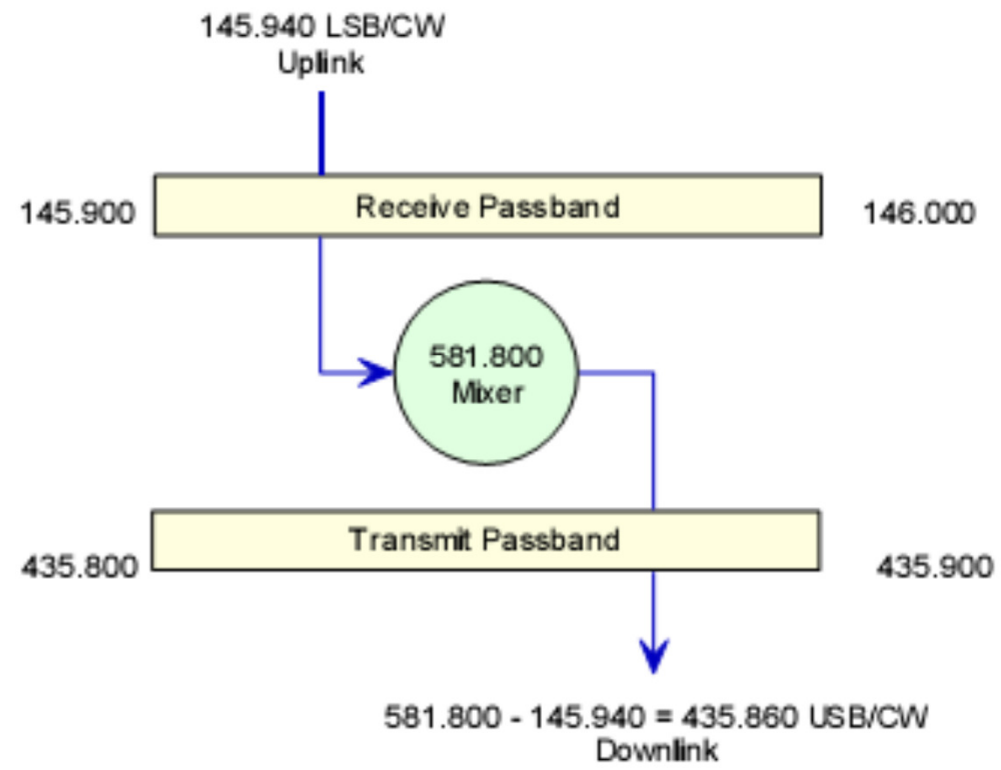 145.940 LSB/CW
Uplink
145.900
Receive Passband
146.000
581.800
Mixer
435.800
Transmit Passband
435.900
581.800 - 145.940 = 435.860 USB/CW
Downlink